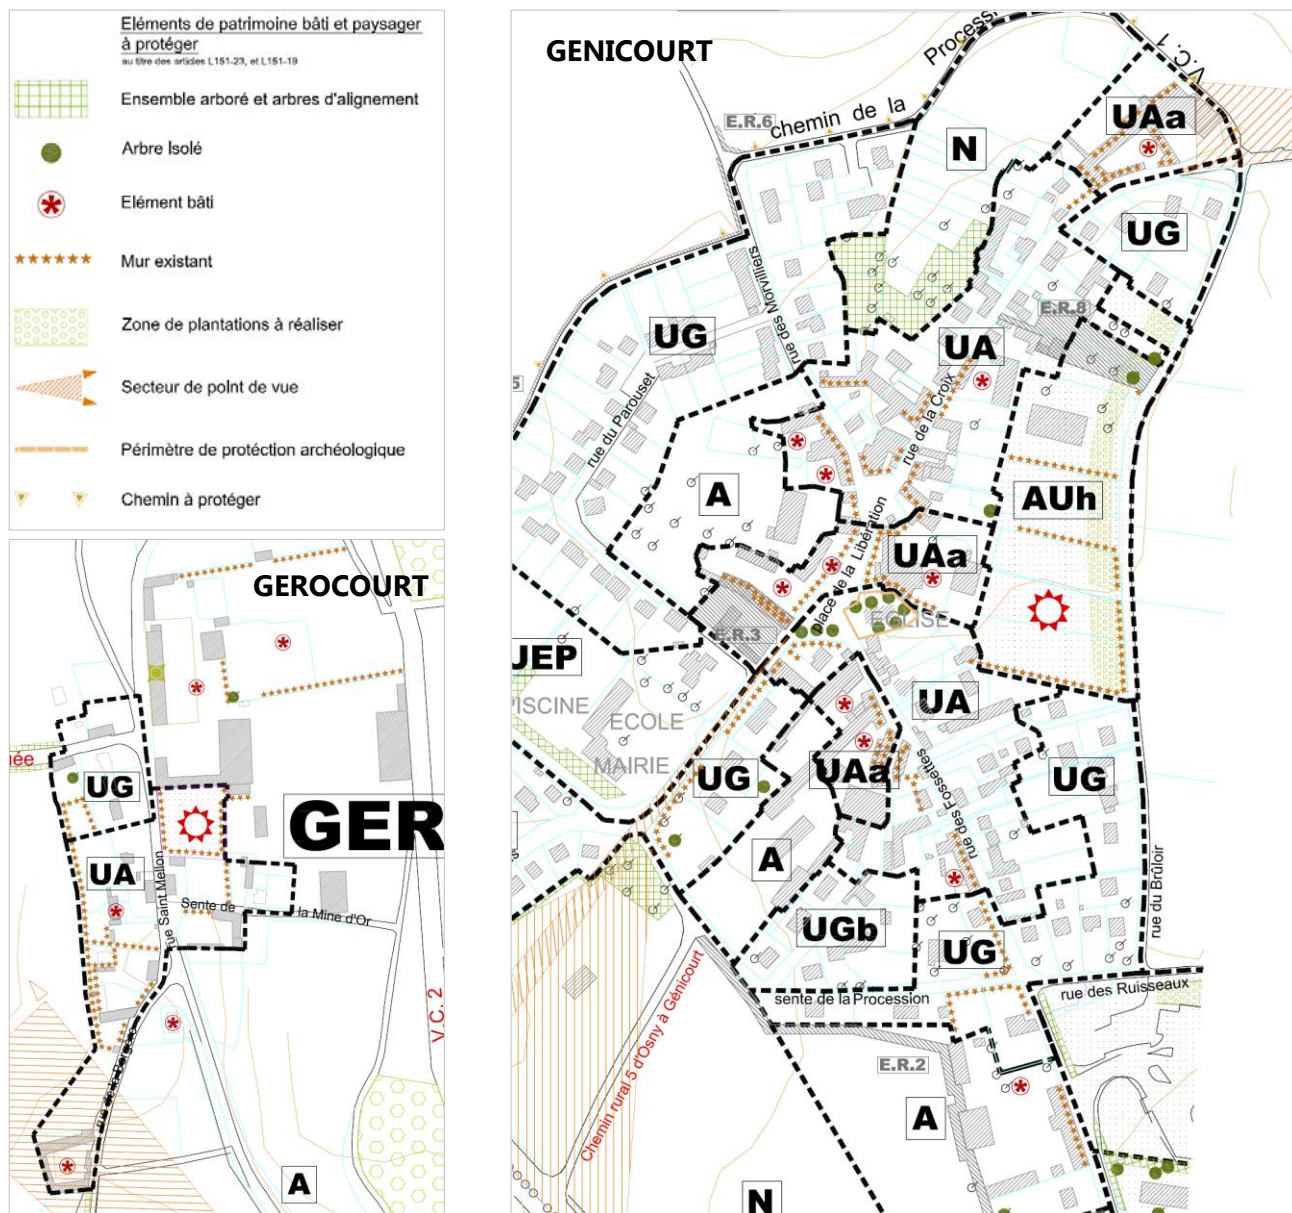 Eléments de patrimoine bâti et paysager
à protéger
au titre des articles L151-23, et L151-19
Ensemble arboré et arbres d'alignement
Arbre Isolé
Elément bâti
Mur existant
Zone de plantations à réaliser
Secteur de point de vue
Périmètre de protéction archéologique
Chemin à protéger
GEROCOURT
UG
GER
UA
rue Saint Mellon
Sente de la Mine d'Or
V.C. 2
A
GENICOURT
V.C. 1
E.R.6
chemin de la Processi
UAa
N
UG
rue des Morvilliers
E.R.8
UG
UA
rue du Parouset
rue de la Croix
A
AUh
place de la Libération
UAa
EGLISE
E.R.3
JEP
PISCINE
ECOLE
MAIRIE
UA
UG
UAa
UG
rue des Fossettes
A
rue du Brûloir
UGb
UG
sente de la Procession
rue des Ruisseaux
Chemin rural 5 d'Osny à Génicourt
E.R.2
A
N